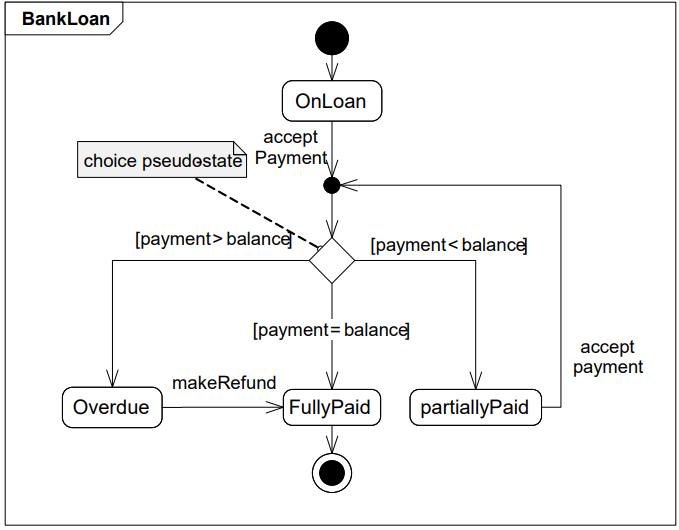 BankLoan
OnLoan
accept
Payment
choice pseudostate
[payment> balance]
[payment< balance]
[payment= balance]
accept
payment
makeRefund
Overdue
FullyPaid
partiallyPaid